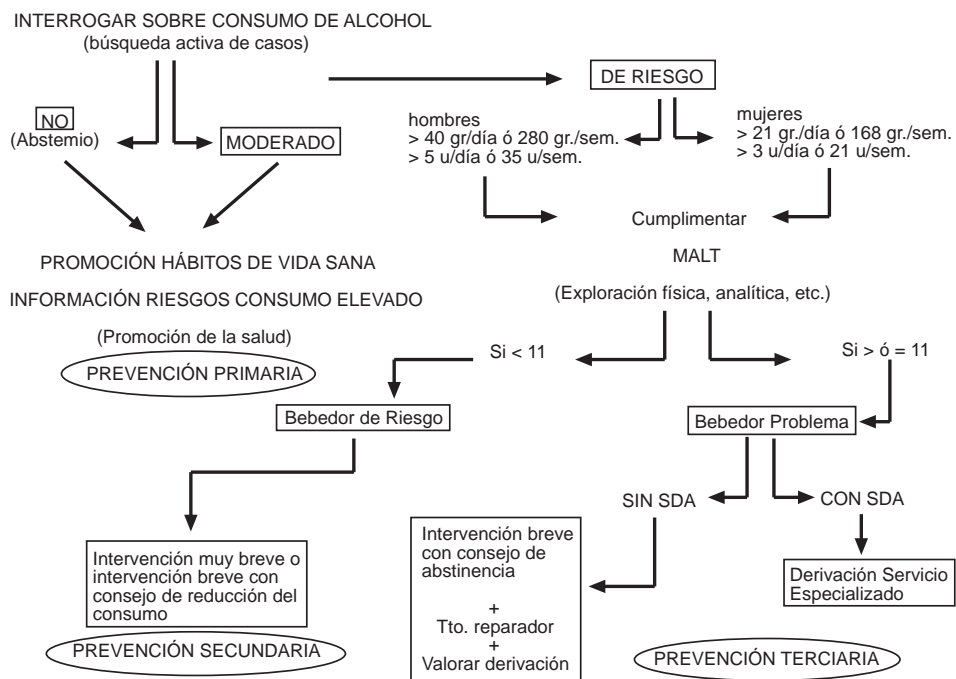 INTERROGAR SOBRE CONSUMO DE ALCOHOL
(búsqueda activa de casos)
DE RIESGO
NO
(Abstemio)
MODERADO
hombres
> 40 gr/día ó 280 gr./sem.
> 5 u/día ó 35 u/sem.
mujeres
> 21 gr./día ó 168 gr./sem.
> 3 u/día ó 21 u/sem.
Cumplimentar
MALT
(Exploración física, analítica, etc.)
PROMOCIÓN HÁBITOS DE VIDA SANA
INFORMACIÓN RIESGOS CONSUMO ELEVADO
(Promoción de la salud)
PREVENCIÓN PRIMARIA
Si < 11
Si > ó = 11
Bebedor de Riesgo
Bebedor Problema
SIN SDA
CON SDA
Intervención muy breve o
intervención breve con
consejo de reducción del
consumo
PREVENCIÓN SECUNDARIA
Intervención breve
con consejo de
abstinencia
+
Tto. reparador
+
Valorar derivación
Derivación Servicio
Especializado
PREVENCIÓN TERCIARIA